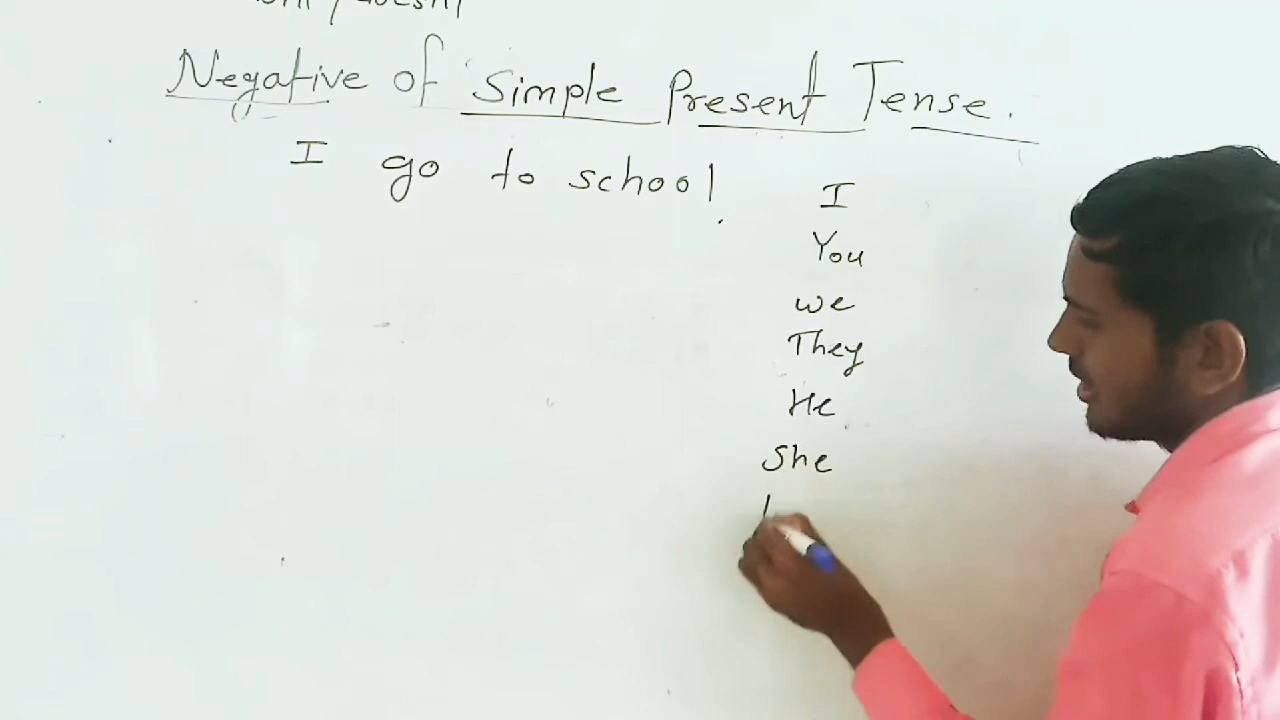 Negative of Simple Present Tense.
I go to school.
I
You
we
They
He
She